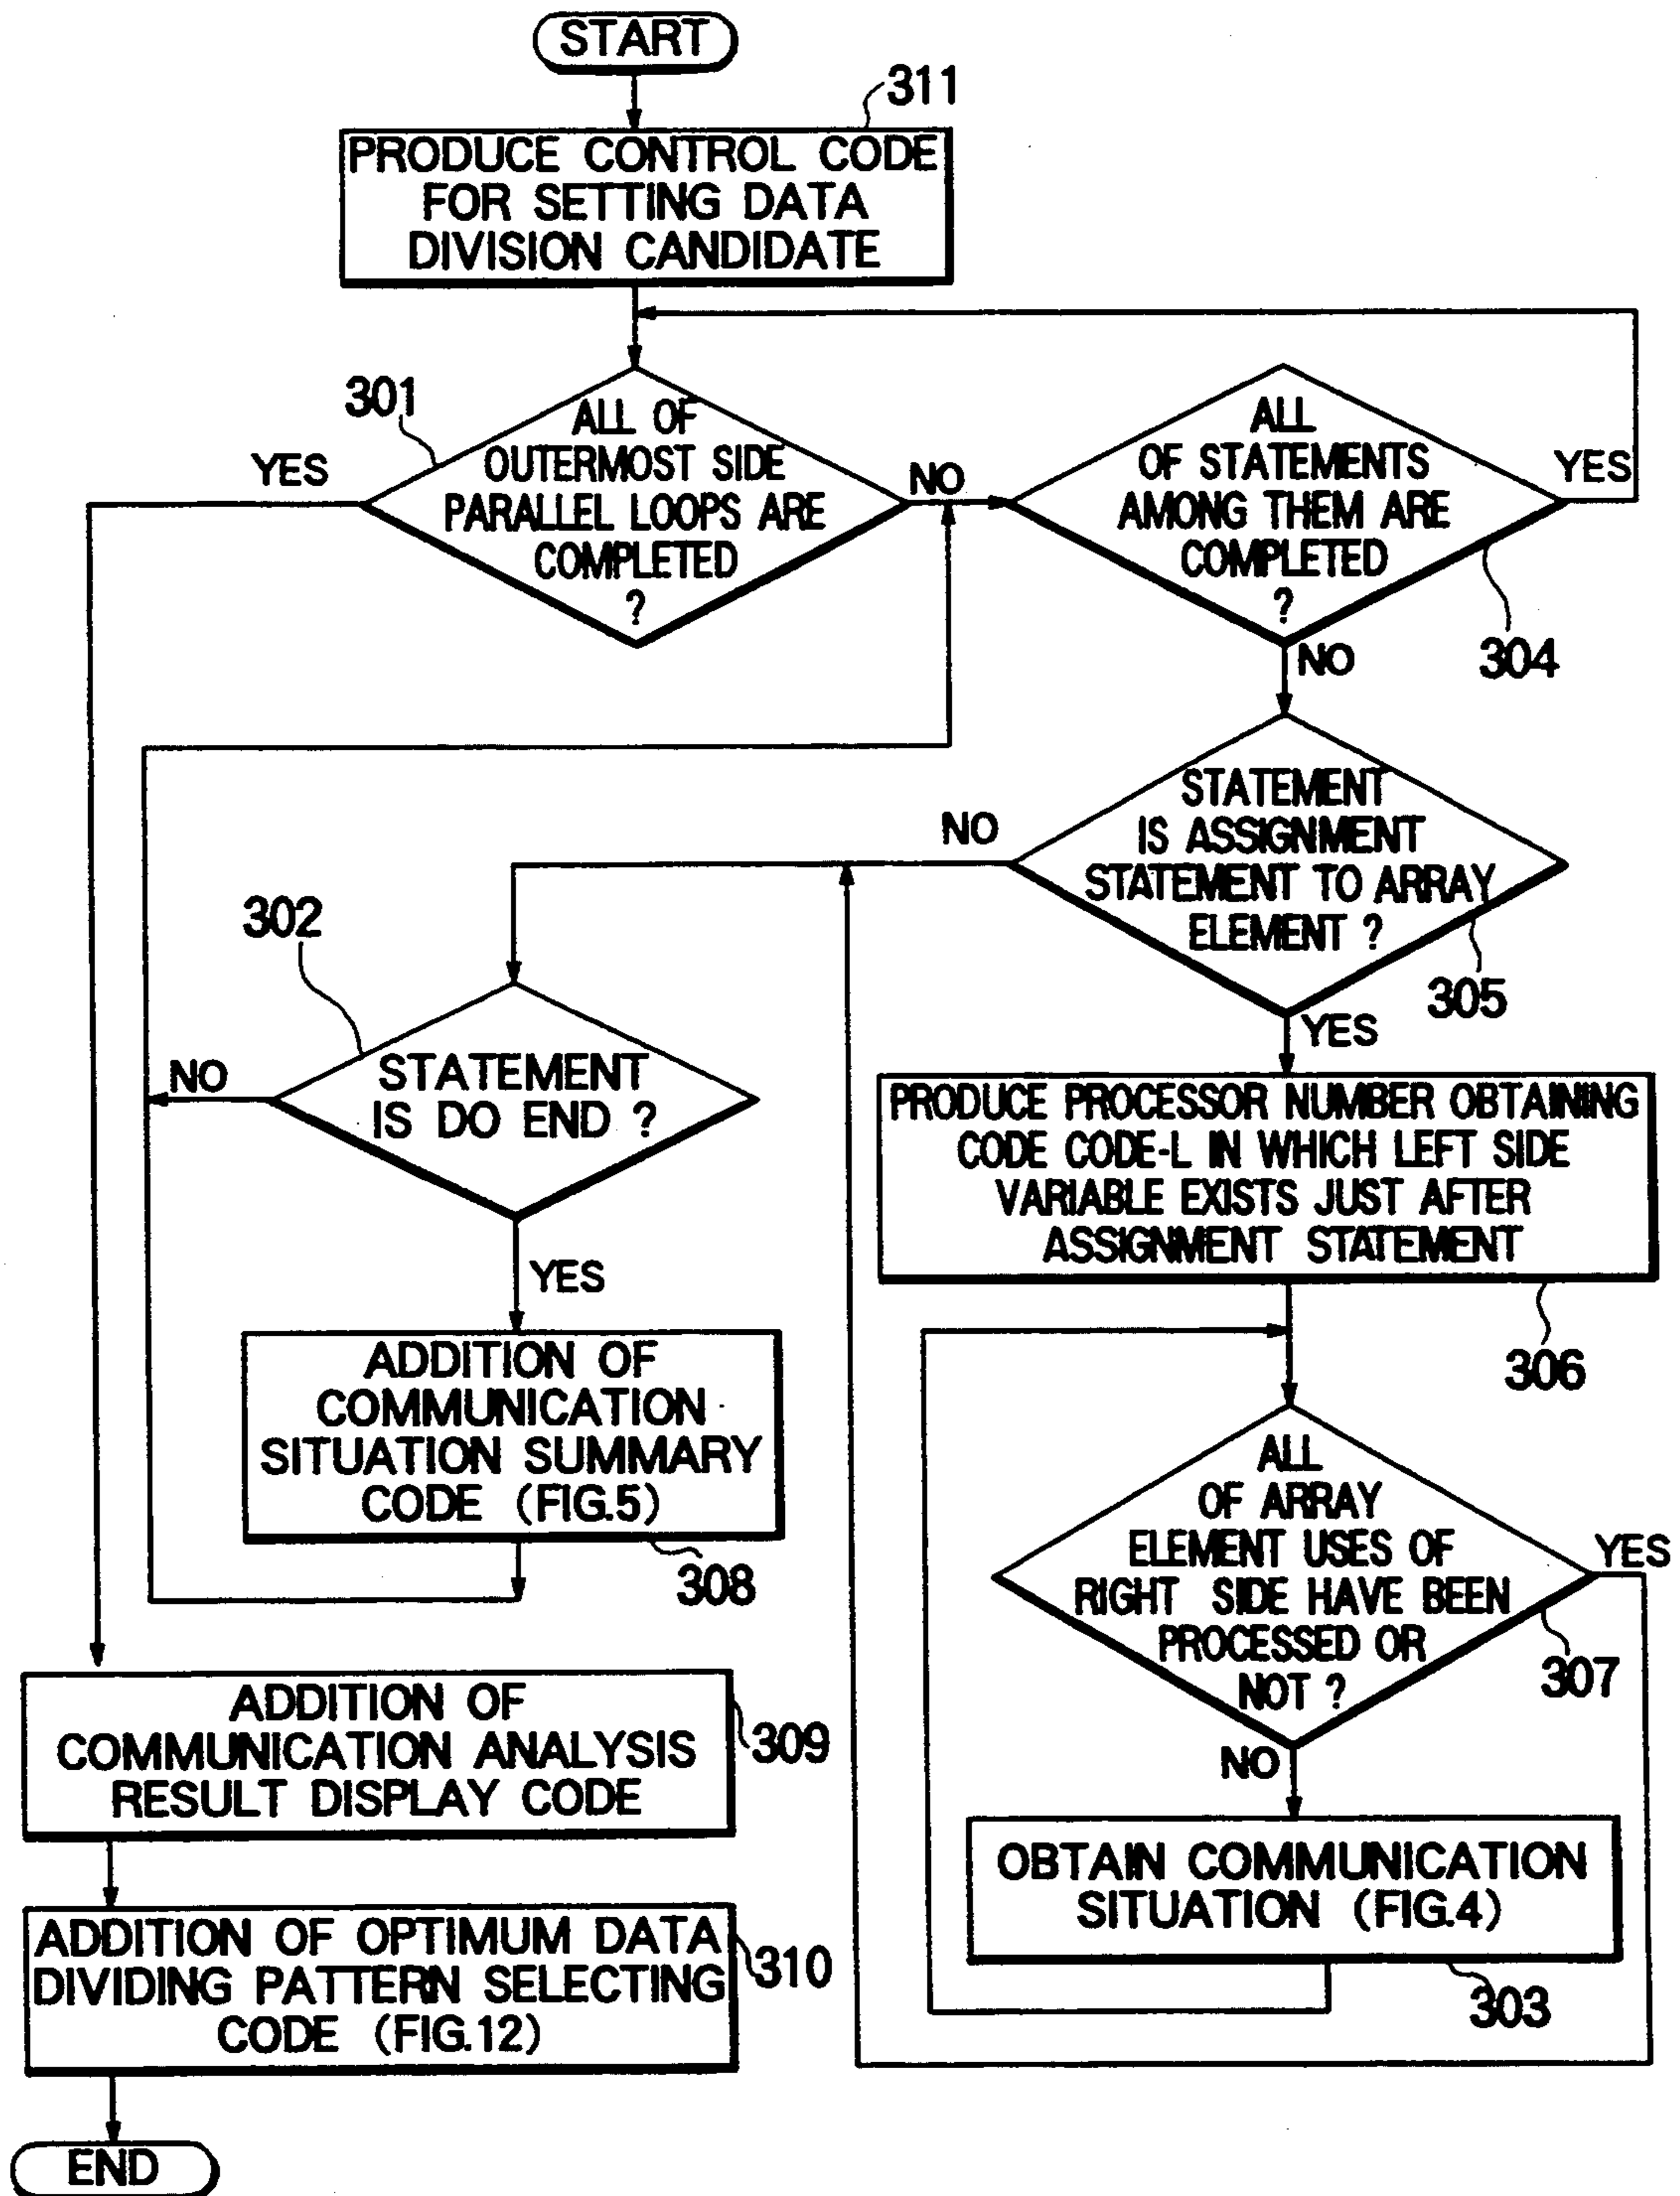 START
311
PRODUCE CONTROL CODE
FOR SETTING DATA
DIVISION CANDIDATE
301
ALL OF
OUTERMOST SIDE
PARALLEL LOOPS ARE
COMPLETED
?
YES
NO
ALL
OF STATEMENTS
AMONG THEM ARE
COMPLETED
?
YES
304
NO
STATEMENT
IS ASSIGNMENT
STATEMENT TO ARRAY
ELEMENT ?
NO
305
YES
302
STATEMENT
IS DO END ?
NO
YES
PRODUCE PROCESSOR NUMBER OBTAINING
CODE CODE-L IN WHICH LEFT SIDE
VARIABLE EXISTS JUST AFTER
ASSIGNMENT STATEMENT
306
ADDITION OF
COMMUNICATION
SITUATION SUMMARY
CODE (FIG.5)
308
ALL
OF ARRAY
ELEMENT USES OF
RIGHT SIDE HAVE BEEN
PROCESSED OR
NOT ?
YES
307
NO
ADDITION OF
COMMUNICATION ANALYSIS
RESULT DISPLAY CODE
309
OBTAIN COMMUNICATION
SITUATION (FIG.4)
303
ADDITION OF OPTIMUM DATA
DIVIDING PATTERN SELECTING
CODE (FIG.12)
310
END